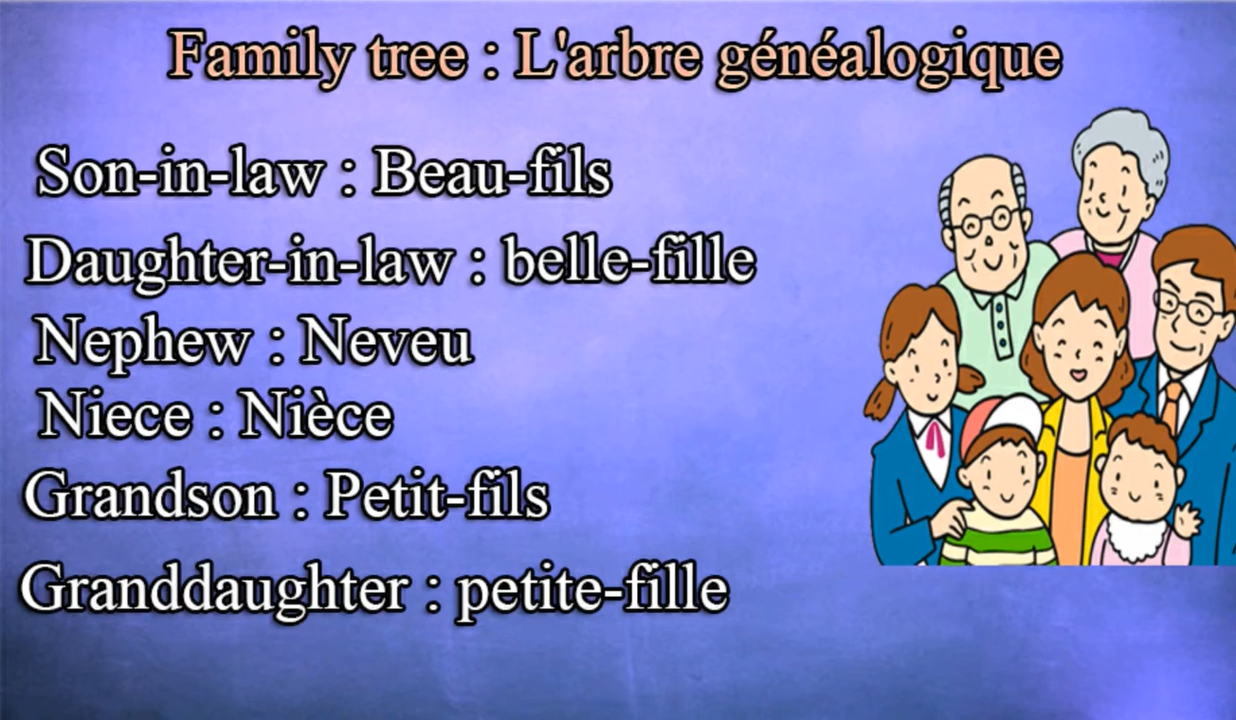 Family tree : L'arbre généalogique
Son-in-law : Beau-fils
Daughter-in-law : belle-fille
Nephew : Neveu
Niece : Nièce
Grandson : Petit-fils
Granddaughter : petite-fille